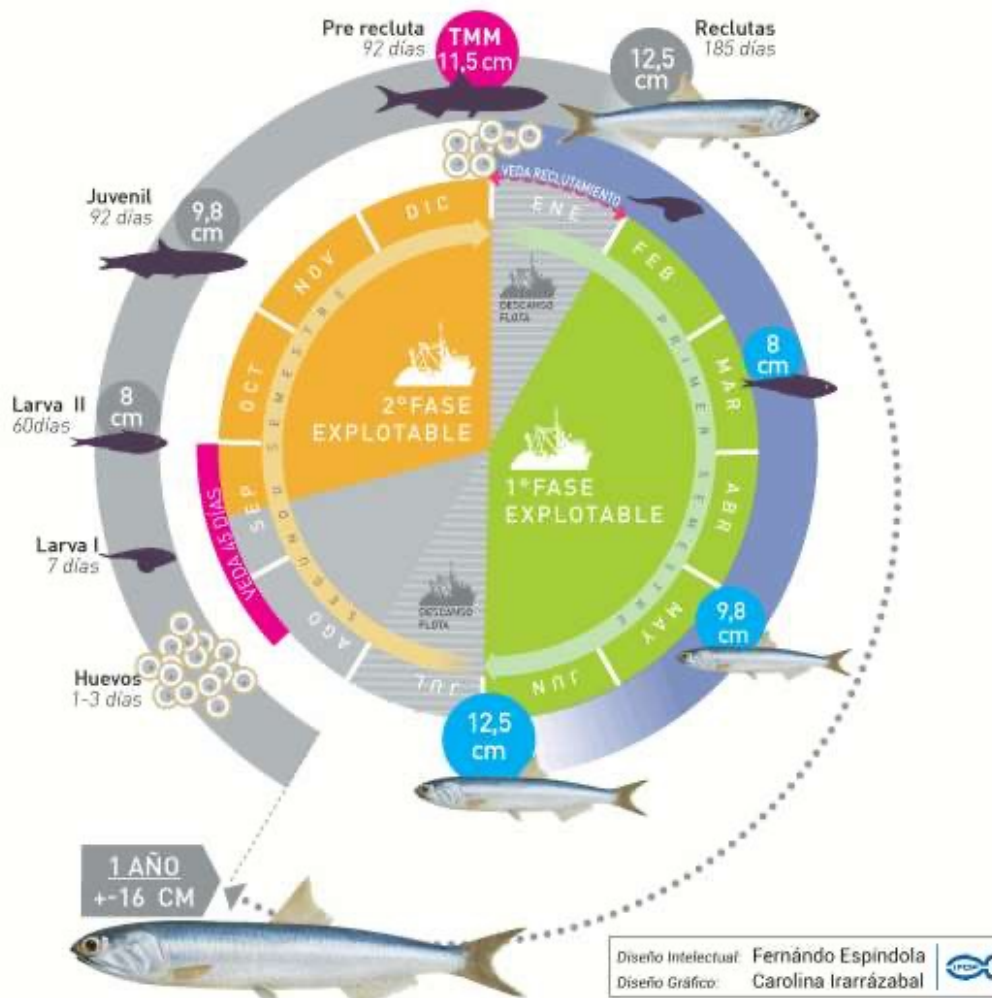 Pre recluta
92 días
TMM
11,5 cm
Reclutas
185 días
12,5
cm
Juvenil
92 días
9,8
cm
VEDA RECLUTAMIENTO
DIC
ENE
NOV
FEB
DESCANSO
FLOTA
OCT
MAR
8
cm
Larva II
60días
8
cm
2°FASE
EXPLOTABLE
SEGUNDO SEMESTRE
PRIMER SEMESTRE
1°FASE
EXPLOTABLE
SEP
ABR
VEDA 45 DÍAS
Larva I
7 días
DESCANSO
FLOTA
AGO
MAY
9,8
cm
JUL
JUN
Huevos
1-3 días
12,5
cm
1 AÑO
+-16 CM
Diseño Intelectual: Fernándo Espíndola
Diseño Gráfico: Carolina Irarrázabal
IFOP